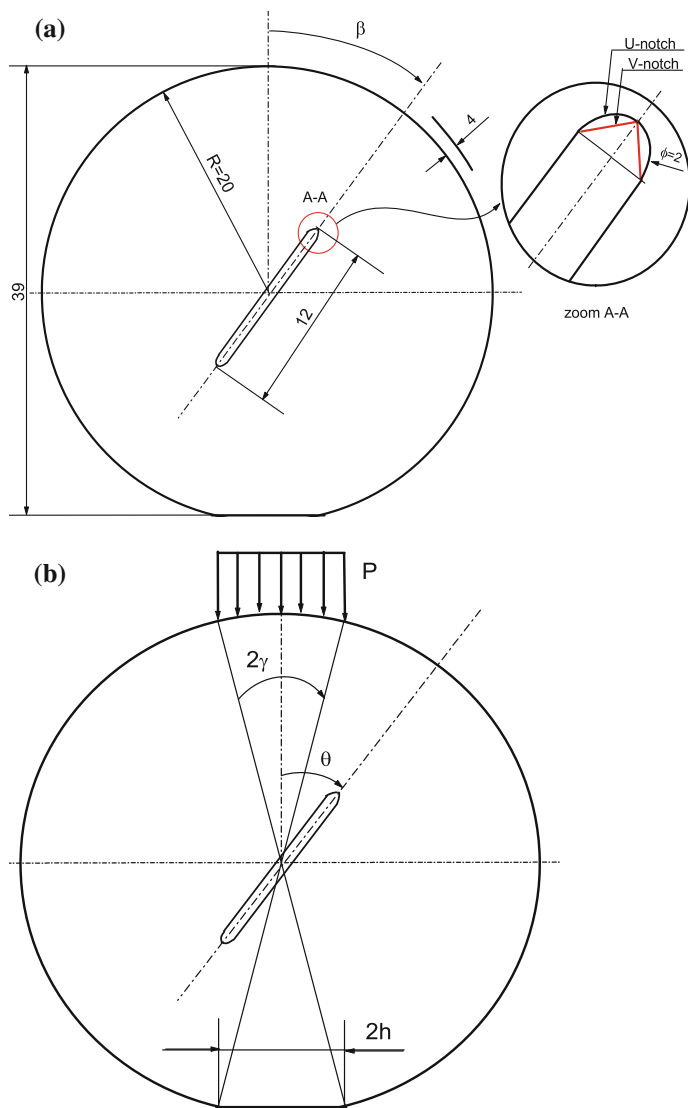 (a)
β
U-notch
V-notch
4
φ=2
R=20
A-A
39
12
zoom A-A
(b)
P
2γ
θ
2h